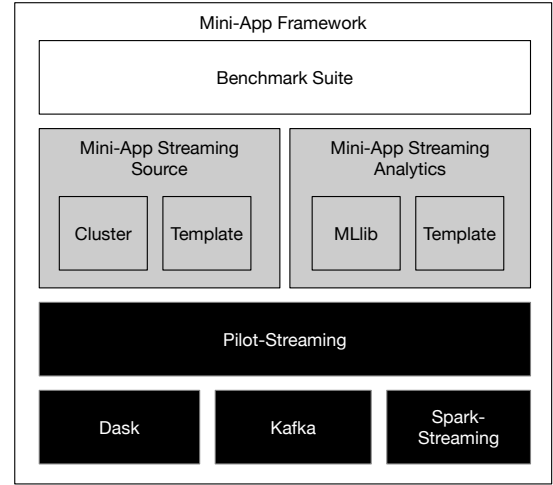 Mini-App Framework
Benchmark Suite
Mini-App Streaming
Source
Cluster
Template
Mini-App Streaming
Analytics
MLlib
Template
Pilot-Streaming
Dask
Kafka
Spark-
Streaming